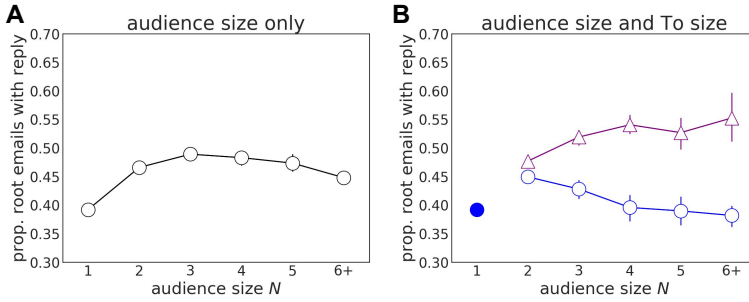 A
audience size only
prop. root emails with reply
0.70
0.65
0.60
0.55
0.50
0.45
0.40
0.35
0.30
1 2 3 4 5 6+
audience size N
B
audience size and To size
prop. root emails with reply
0.70
0.65
0.60
0.55
0.50
0.45
0.40
0.35
0.30
1 2 3 4 5 6+
audience size N